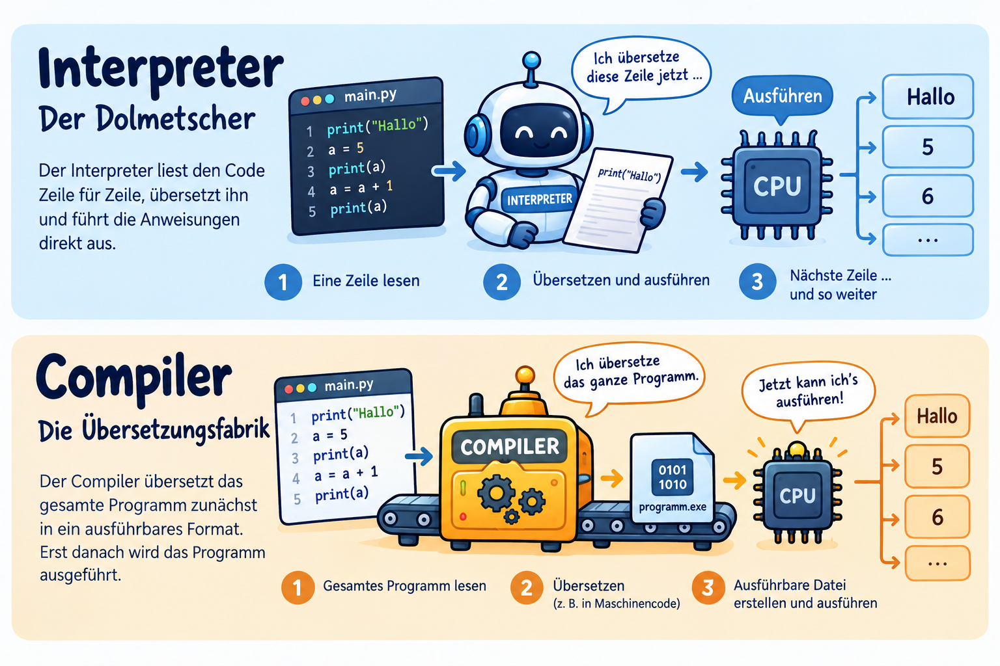 Interpreter
Der Dolmetscher
Der Interpreter liest den Code
Zeile für Zeile, übersetzt ihn
und führt die Anweisungen
direkt aus.
main.py
1 print("Hallo")
2 a = 5
3 print(a)
4 a = a + 1
5 print(a)
Ich übersetze
diese Zeile jetzt ...
INTERPRETER
print("Hallo")
Ausführen
CPU
Hallo
5
6
...
1 Eine Zeile lesen
2 Übersetzen und ausführen
3 Nächste Zeile ...
und so weiter
Compiler
Die Übersetzungsfabrik
Der Compiler übersetzt das
gesamte Programm zunächst
in ein ausführbares Format.
Erst danach wird das Programm
ausgeführt.
main.py
1 print("Hallo")
2 a = 5
3 print(a)
4 a = a + 1
5 print(a)
Ich übersetze
das ganze Programm.
COMPILER
0101
1010
programm.exe
Jetzt kann ich's
ausführen!
CPU
Hallo
5
6
...
1 Gesamtes Programm lesen
2 Übersetzen
(z. B. in Maschinencode)
3 Ausführbare Datei
erstellen und ausführen